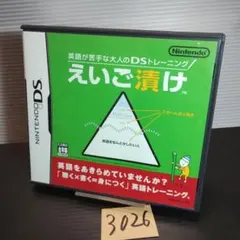 英語が苦手な大人のDSトレーニング
Nintendo
えいご漬け
NINTENDO DS
英語をあきらめていませんか?
「聴く×書く=身につく」英語トレーニング。
3026